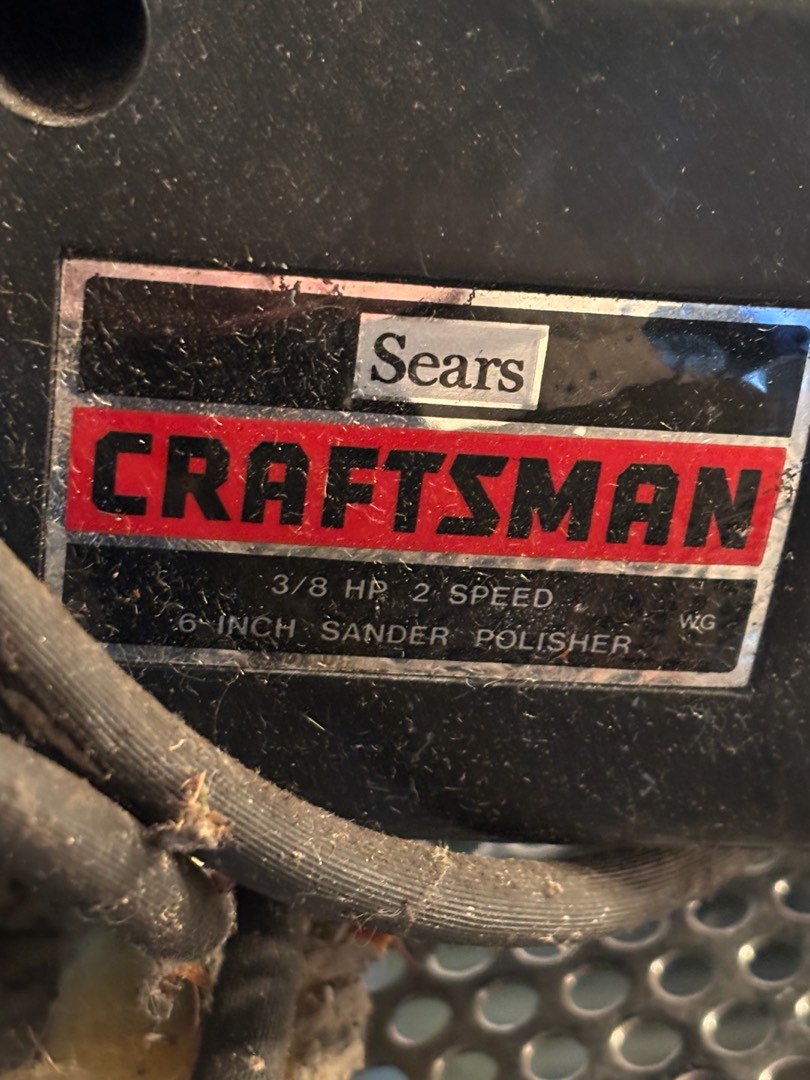 Sears
CRAFTSMAN
3/8 HP 2 SPEED
6-INCH SANDER POLISHER
WG